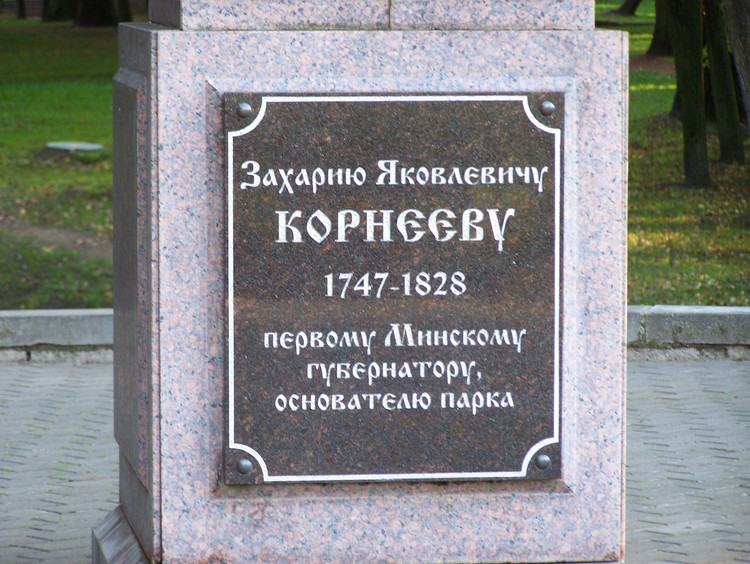 Захарию Яковлевичу
КОРНЕЕВУ
1747-1828
первому Минскому
губернатору,
основателю парка